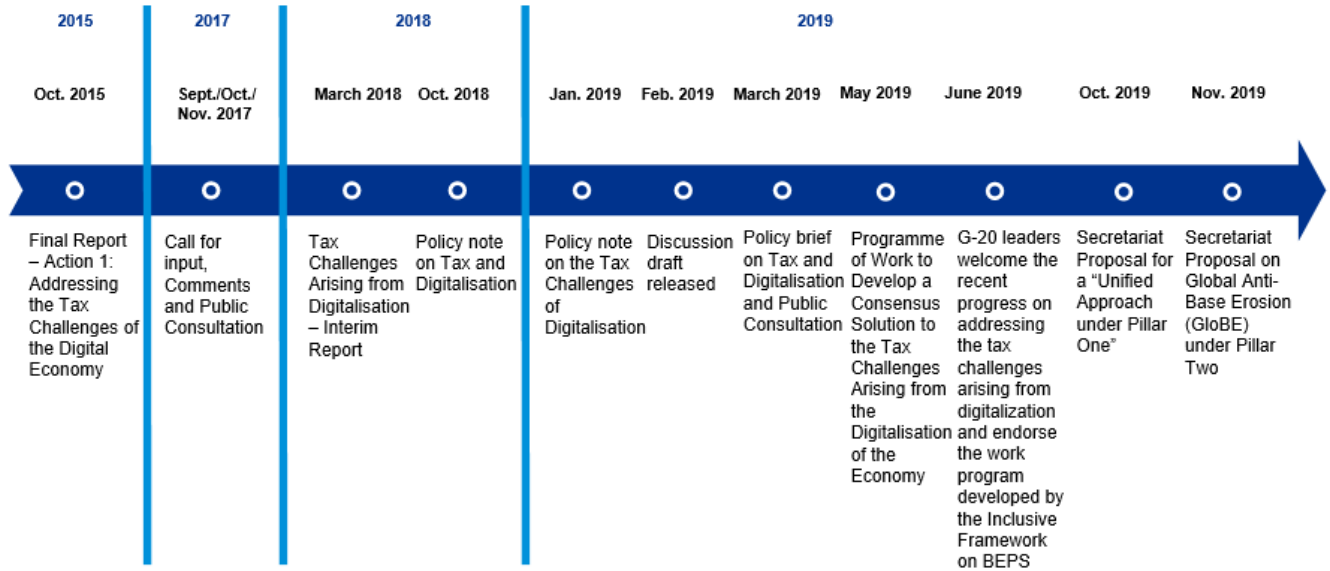 2015
2017
2018
2019
Oct. 2015
Sept./Oct./
Nov. 2017
March 2018
Oct. 2018
Jan. 2019
Feb. 2019
March 2019
May 2019
June 2019
Oct. 2019
Nov. 2019
Final Report
– Action 1:
Addressing
the Tax
Challenges of
the Digital
Economy
Call for
input,
Comments
and Public
Consultation
Tax
Challenges
Arising from
Digitalisation
– Interim
Report
Policy note
on Tax and
Digitalisation
Policy note
on the Tax
Challenges
of
Digitalisation
Discussion
draft
released
Policy brief
on Tax and
Digitalisation
and Public
Consultation
Programme
of Work to
Develop a
Consensus
Solution to
the Tax
Challenges
Arising from
the
Digitalisation
of the
Economy
G-20 leaders
welcome the
recent
progress on
addressing
the tax
challenges
arising from
digitalization
and endorse
the work
program
developed by
the Inclusive
Framework
on BEPS
Secretariat
Proposal for
a “Unified
Approach
under Pillar
One”
Secretariat
Proposal on
Global Anti-
Base Erosion
(GloBE)
under Pillar
Two